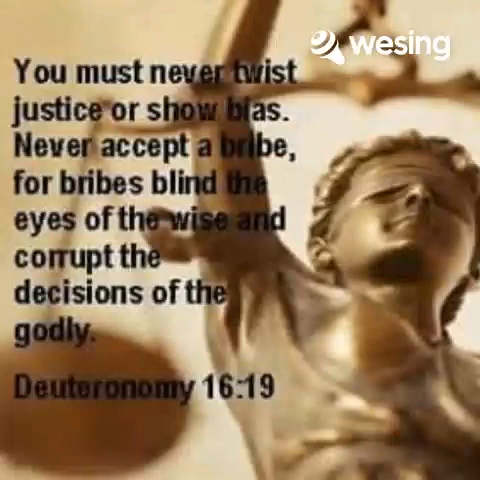 wesing
You must never twist
justice or show bias.
Never accept a bribe,
for bribes blind the
eyes of the wise and
corrupt the
decisions of the
godly.
Deuteronomy 16:19